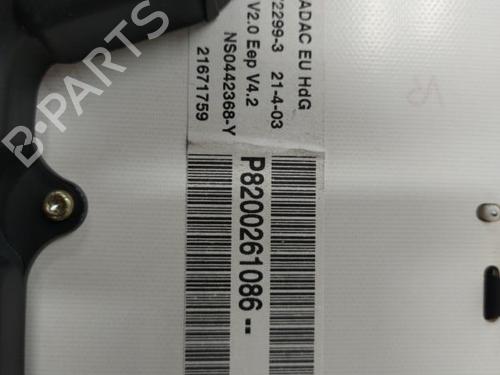 ADAC EU HdG
2299-3 21-4-03
V2.0 Eep V4.2
NS0442368-Y
21671759
P8200261086--
B-PARTS